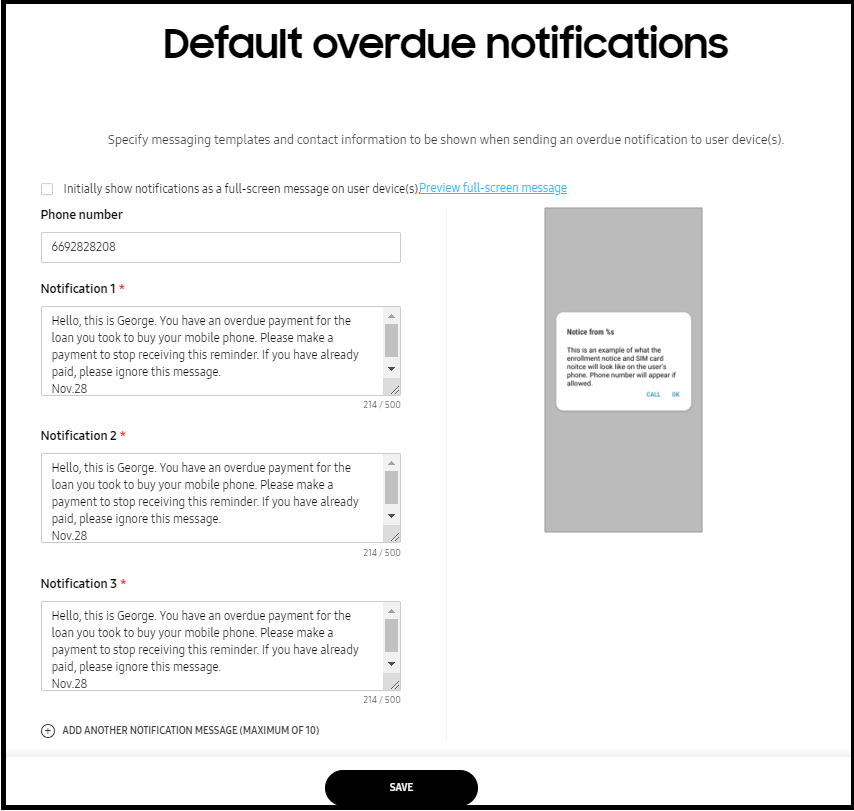 Default overdue notifications
Specify messaging templates and contact information to be shown when sending an overdue notification to user device(s).
Initially show notifications as a full-screen message on user device(s).Preview full-screen message
Phone number
6692828208
Notification 1 *
Hello, this is George. You have an overdue payment for the
loan you took to buy your mobile phone. Please make a
payment to stop receiving this reminder. If you have already
paid, please ignore this message.
Nov.28
214 / 500
Notification 2 *
Hello, this is George. You have an overdue payment for the
loan you took to buy your mobile phone. Please make a
payment to stop receiving this reminder. If you have already
paid, please ignore this message.
Nov.28
214 / 500
Notification 3 *
Hello, this is George. You have an overdue payment for the
loan you took to buy your mobile phone. Please make a
payment to stop receiving this reminder. If you have already
paid, please ignore this message.
Nov.28
214 / 500
ADD ANOTHER NOTIFICATION MESSAGE (MAXIMUM OF 10)
Notice from %s
This is an example of what the
enrollment notice and SIM card
noitce will look like on the user's
phone. Phone number will appear if
allowed.
CALL OK
SAVE